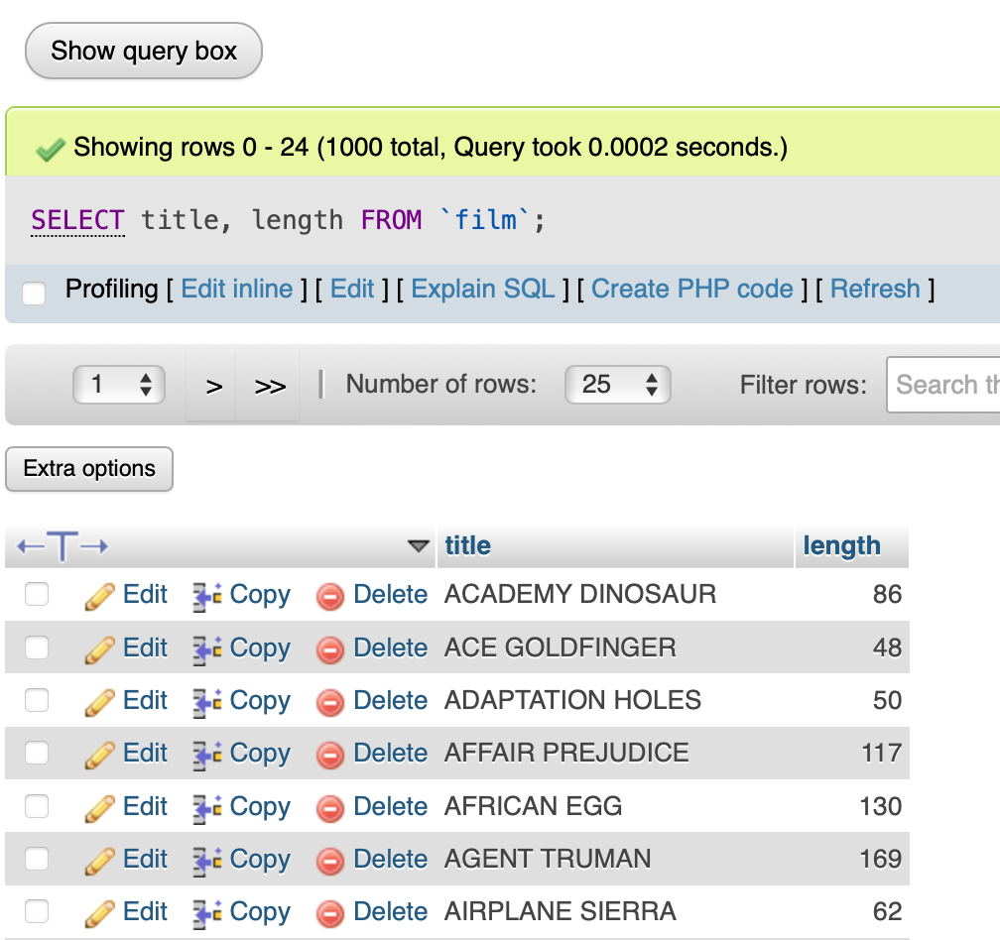 Show query box
Showing rows 0 - 24 (1000 total, Query took 0.0002 seconds.)
SELECT title, length FROM `film`;
Profiling [ Edit inline ] [ Edit ] [ Explain SQL ] [ Create PHP code ] [ Refresh ]
1 > >> | Number of rows: 25 Filter rows: Search th
Extra options
title length
Edit Copy Delete ACADEMY DINOSAUR 86
Edit Copy Delete ACE GOLDFINGER 48
Edit Copy Delete ADAPTATION HOLES 50
Edit Copy Delete AFFAIR PREJUDICE 117
Edit Copy Delete AFRICAN EGG 130
Edit Copy Delete AGENT TRUMAN 169
Edit Copy Delete AIRPLANE SIERRA 62